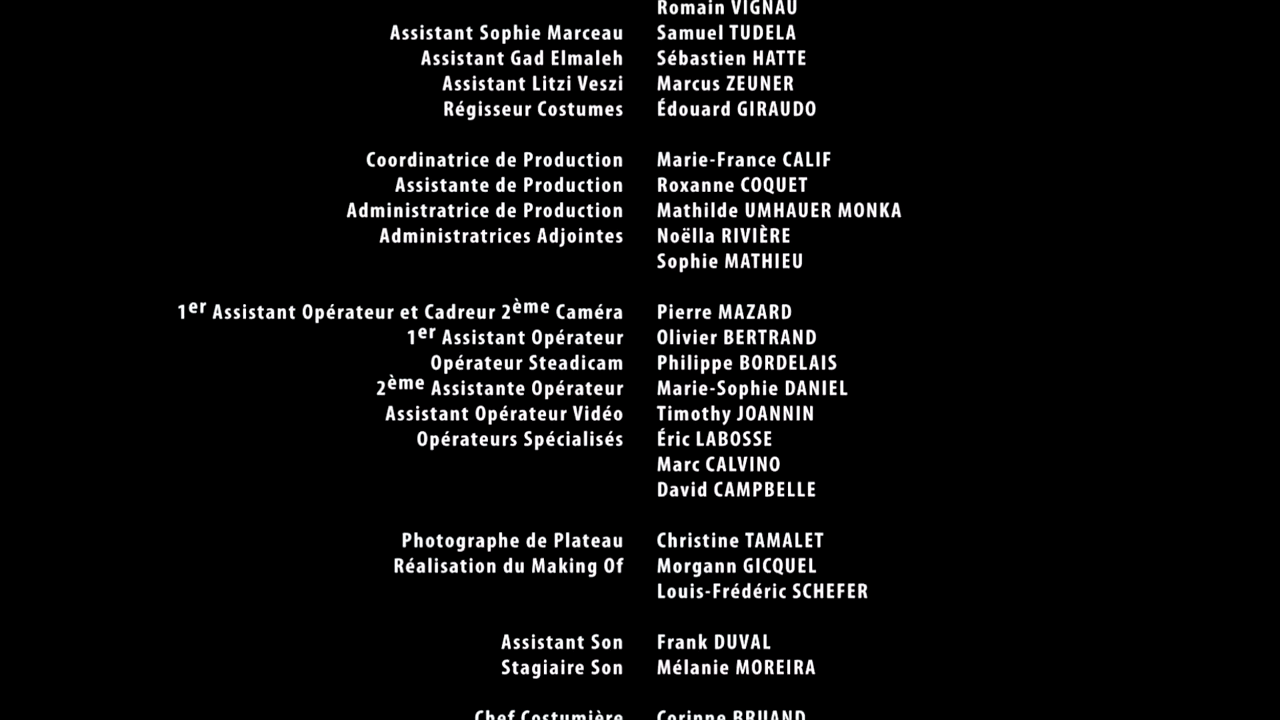 Romain VIGNAU
Assistant Sophie Marceau Samuel TUDELA
Assistant Gad Elmaleh Sébastien HATTE
Assistant Litzi Veszi Marcus ZEUNER
Régisseur Costumes Édouard GIRAUDO
Coordinatrice de Production Marie-France CALIF
Assistante de Production Roxanne COQUET
Administratrice de Production Mathilde UMHAUER MONKA
Administratrices Adjointes Noëlla RIVIÈRE
Sophie MATHIEU
1er Assistant Opérateur et Cadreur 2ème Caméra Pierre MAZARD
1er Assistant Opérateur Olivier BERTRAND
Opérateur Steadicam Philippe BORDELAIS
2ème Assistante Opérateur Marie-Sophie DANIEL
Assistant Opérateur Vidéo Timothy JOANNIN
Opérateurs Spécialisés Éric LABOSSE
Marc CALVINO
David CAMPBELLE
Photographe de Plateau Christine TAMALET
Réalisation du Making Of Morgann GICQUEL
Louis-Frédéric SCHEFER
Assistant Son Frank DUVAL
Stagiaire Son Mélanie MOREIRA
Chef Costumière Corinne BRUAND